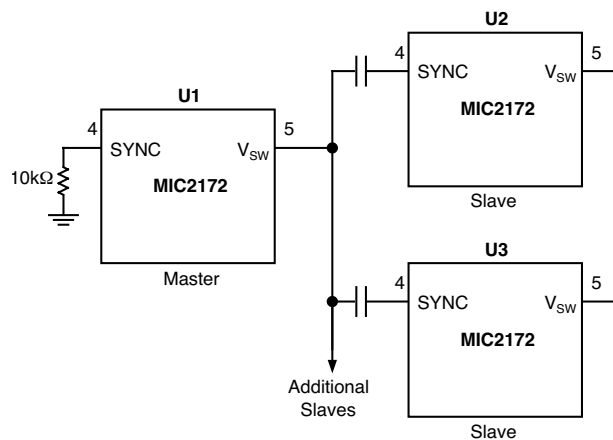 U1
4
SYNC
5
VSW
10kΩ
MIC2172
Master
U2
4
SYNC
5
VSW
MIC2172
Slave
U3
4
SYNC
5
VSW
MIC2172
Slave
Additional
Slaves